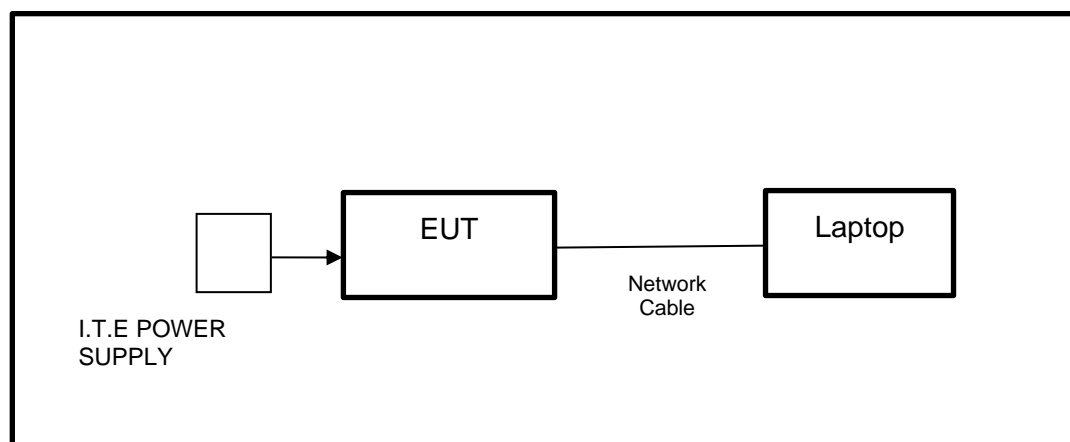 EUT
Laptop
Network
Cable
I.T.E POWER
SUPPLY